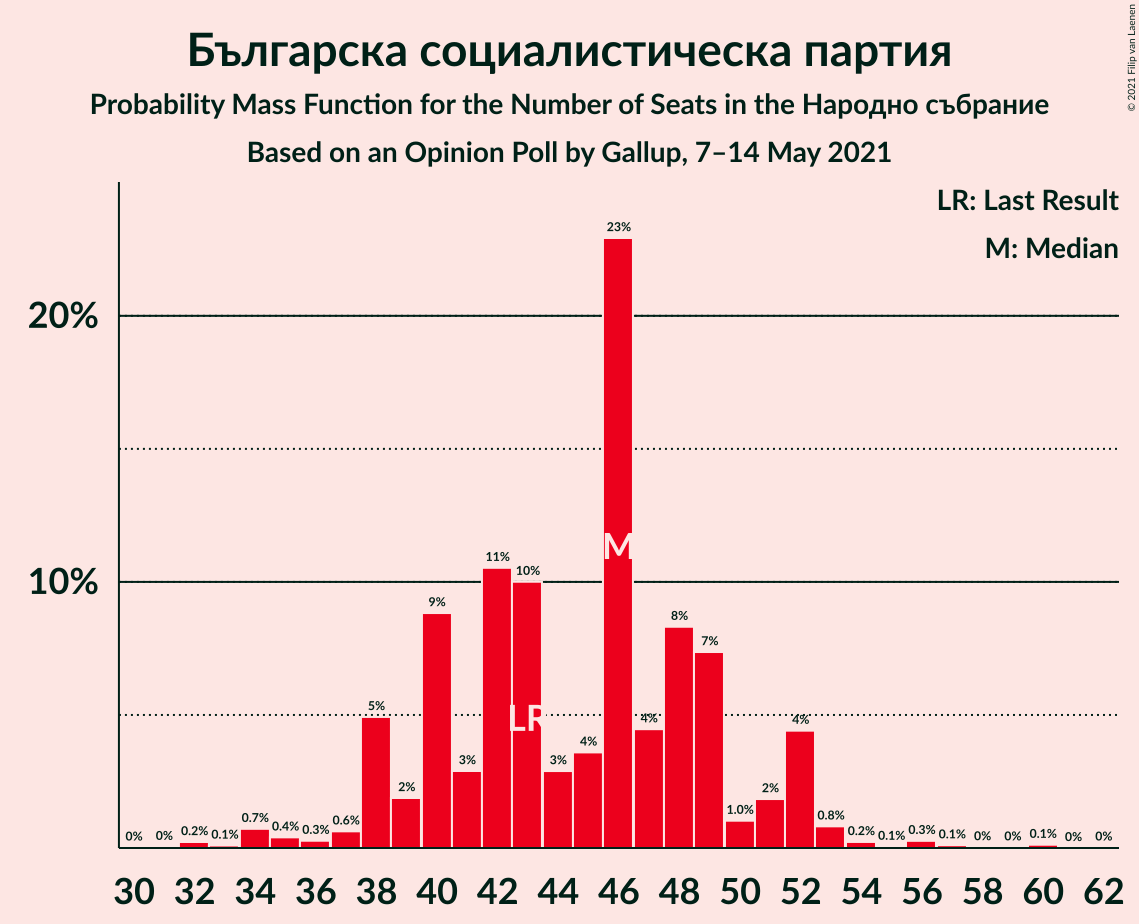 Българска социалистическа партия
Probability Mass Function for the Number of Seats in the Народно събрание
Based on an Opinion Poll by Gallup, 7–14 May 2021
© 2021 Filip van Laenen
LR: Last Result
M: Median
20%
10%
0% 0% 0.2% 0.1% 0.7% 0.4% 0.3% 0.6% 5% 2% 9% 3% 11% 10% 3% 4% 23% 4% 8% 7% 1.0% 2% 4% 0.8% 0.2% 0.1% 0.3% 0.1% 0% 0% 0.1% 0% 0%
M
LR
30 32 34 36 38 40 42 44 46 48 50 52 54 56 58 60 62